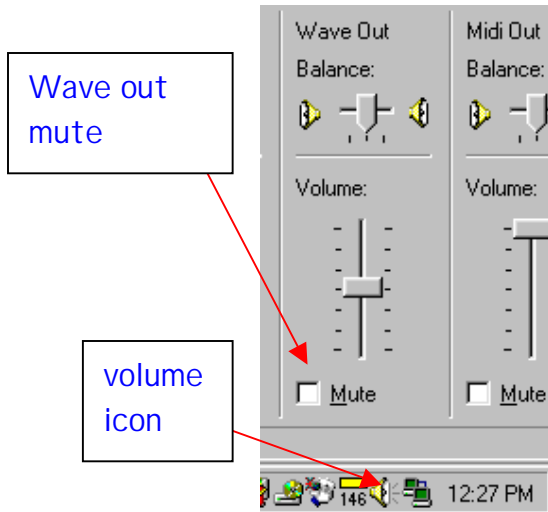 Wave out
mute
Wave Out
Balance:
Volume:
Mute
Midi Out
Balance:
Volume:
Mute
volume
icon
146
12:27 PM